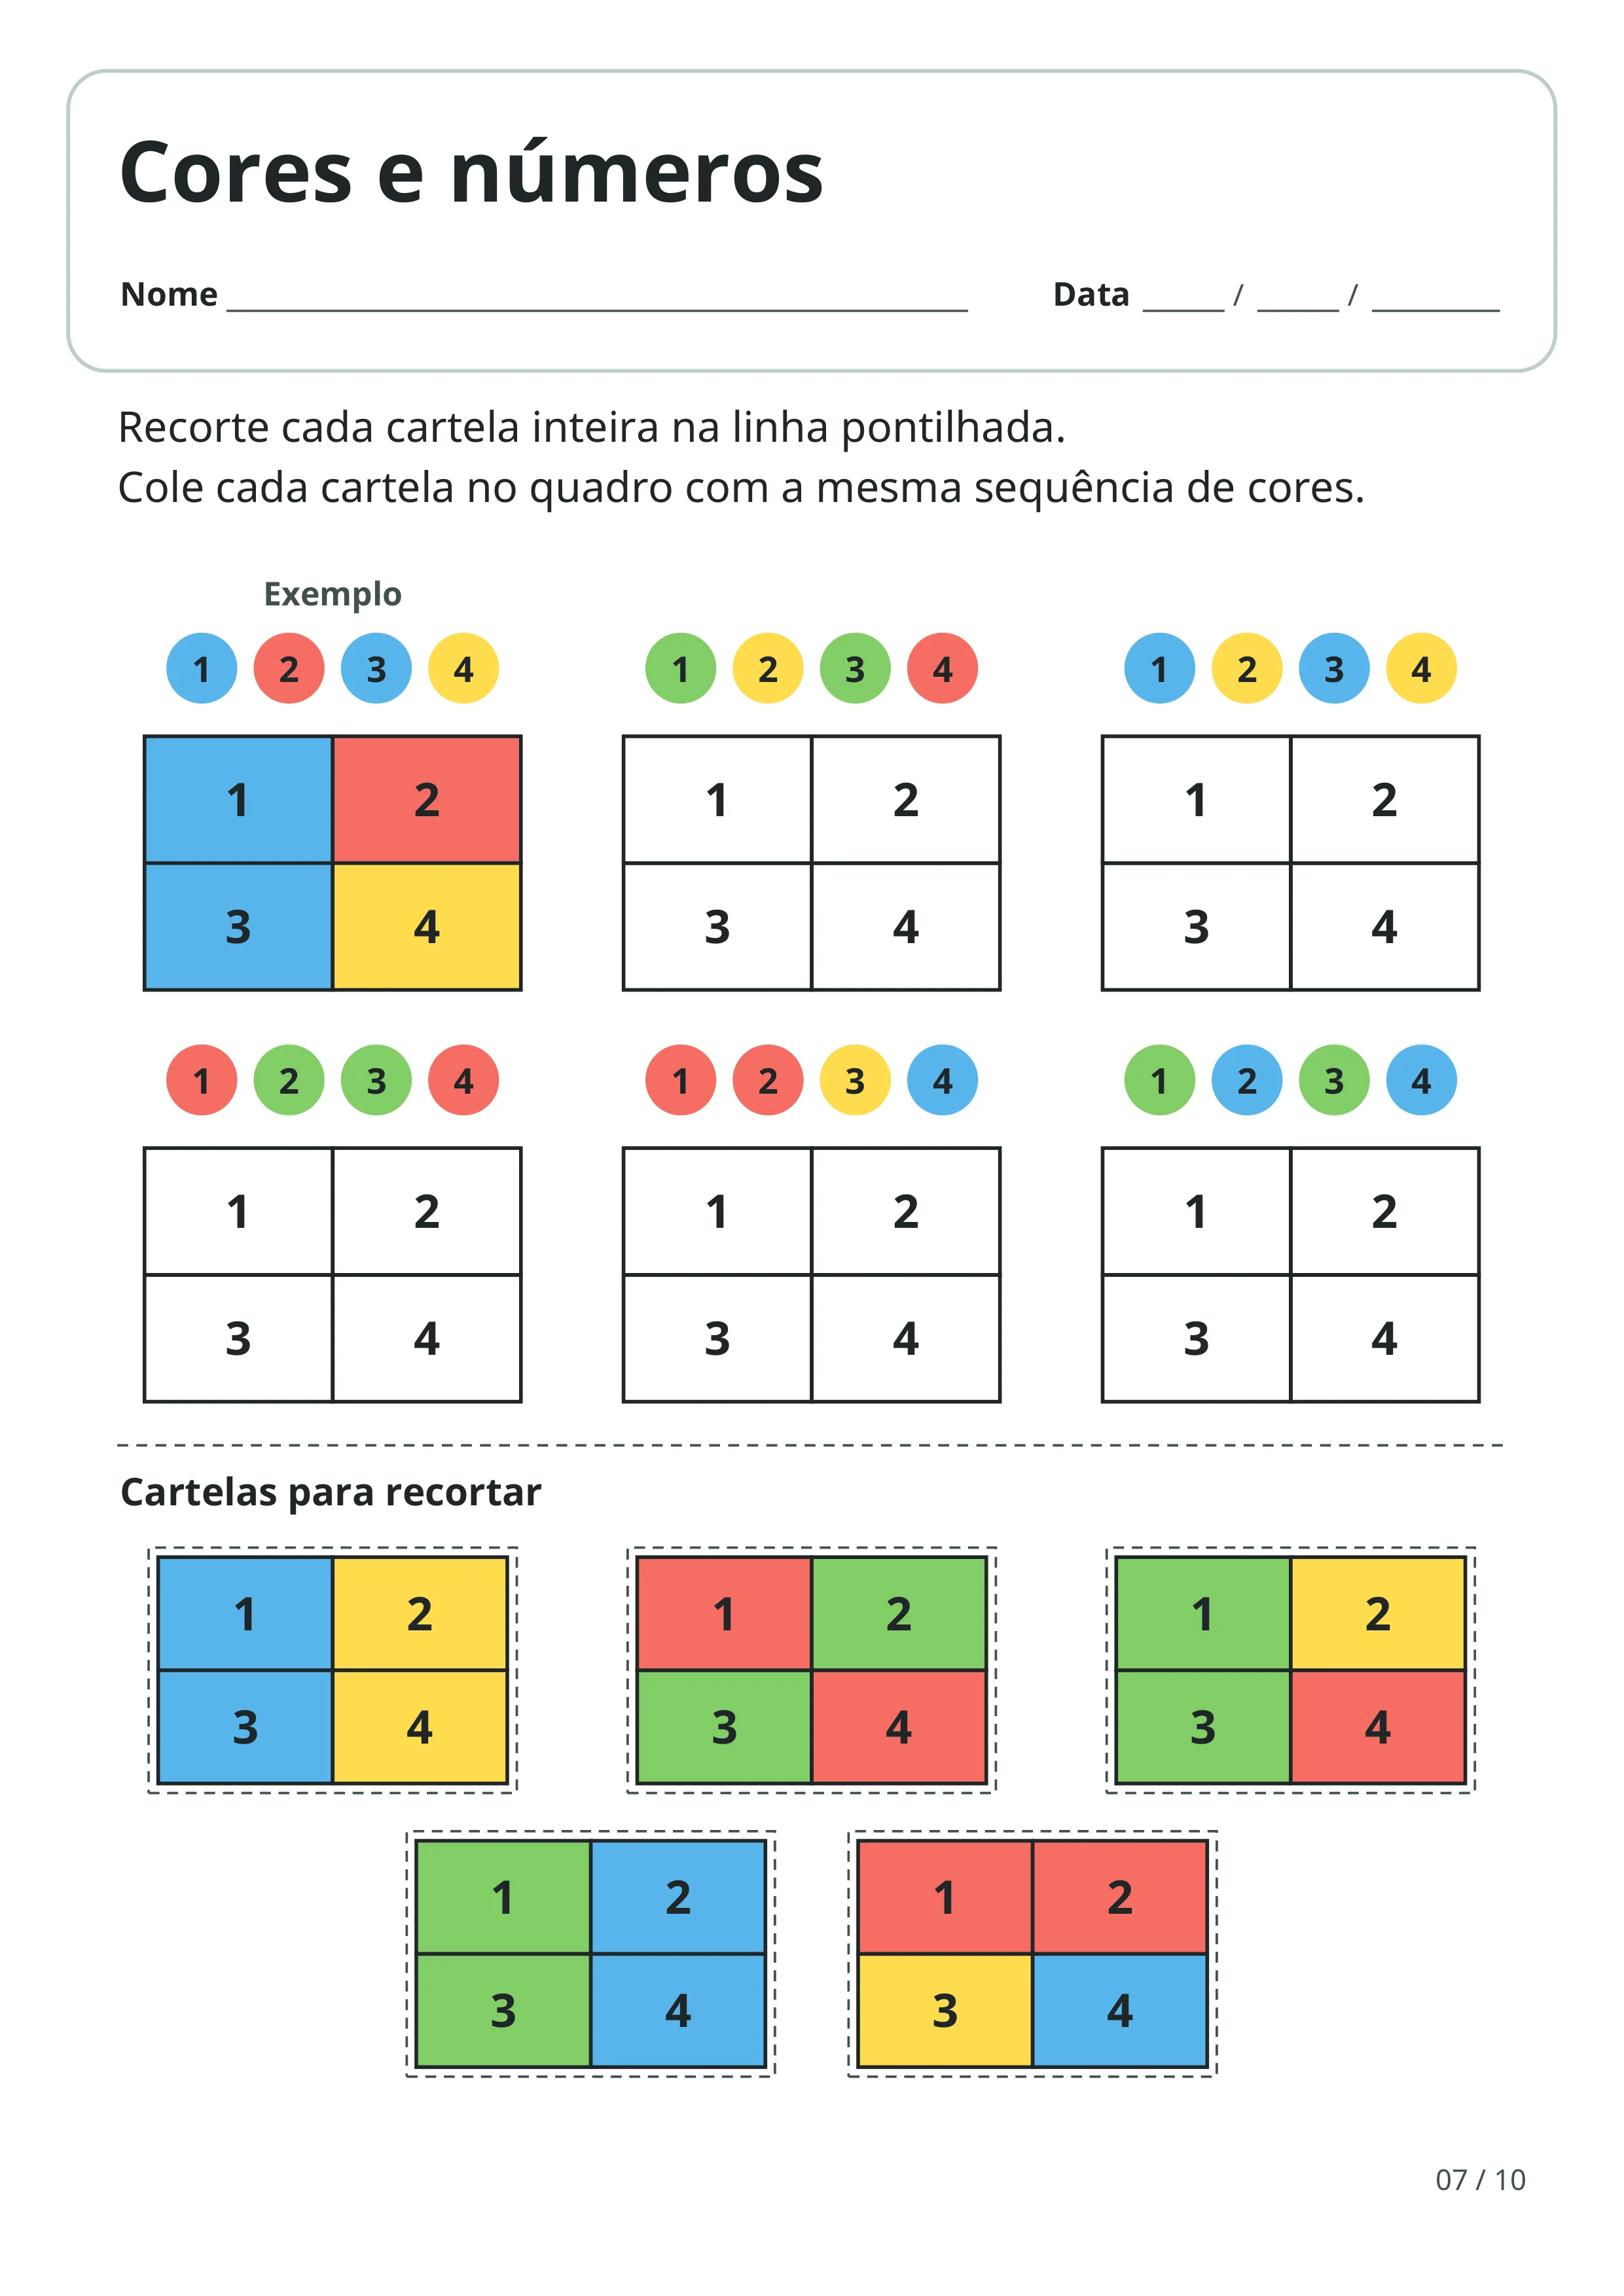 Cores e números
Nome Data / /
Recorte cada cartela inteira na linha pontilhada.
Cole cada cartela no quadro com a mesma sequência de cores.
Exemplo
1 2 3 4 1 2 3 4 1 2 3 4
1 2 1 2 1 2
3 4 3 4 3 4
1 2 3 4 1 2 3 4 1 2 3 4
1 2 1 2 1 2
3 4 3 4 3 4
Cartelas para recortar
1 2 1 2 1 2
3 4 3 4 3 4
1 2 1 2
3 4 3 4
07 / 10